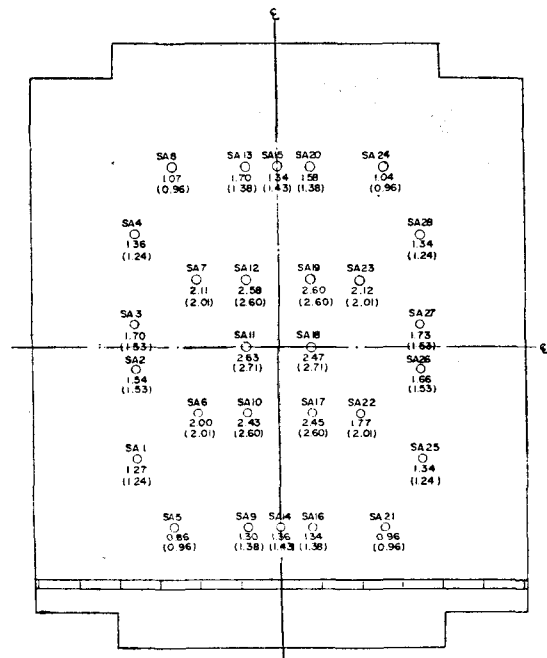 ℄
SA8 SA13 SA15 SA20 SA24
1.07 1.70 1.34 1.58 1.04
(0.96) (1.38) (1.43) (1.38) (0.96)
SA4 SA28
1.36 1.34
(1.24) (1.24)
SA7 SA12 SA19 SA23
2.11 2.58 2.60 2.12
(2.01) (2.60) (2.60) (2.01)
SA3 SA27
1.70 1.73
(1.53) (1.53)
SA11 SA18
℄
2.63 2.47
(2.71) (2.71)
SA2 SA26
1.54 1.66
(1.53) (1.53)
SA6 SA10 SA17 SA22
2.00 2.43 2.45 1.77
(2.01) (2.60) (2.60) (2.01)
SA1 SA25
1.27 1.34
(1.24) (1.24)
SA5 SA9 SA14 SA16 SA21
0.86 1.30 1.36 1.34 0.96
(0.96) (1.38) (1.43) (1.38) (0.96)